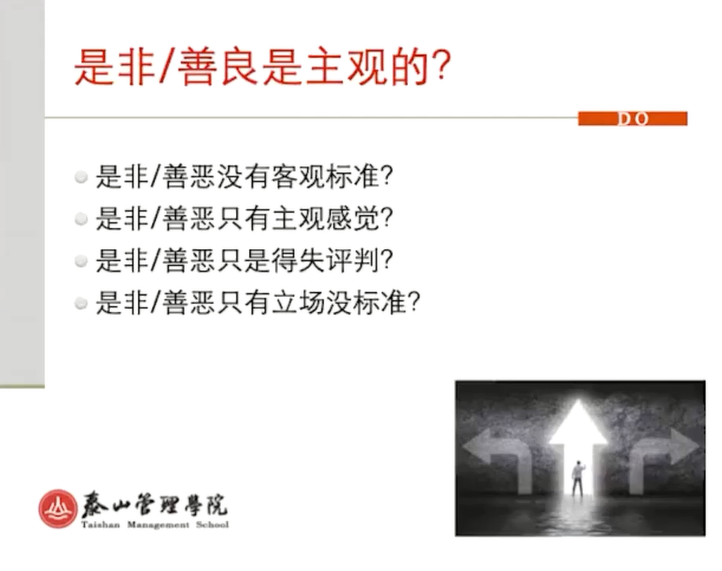 是非/善良是主观的?
DO
是非/善恶没有客观标准?
是非/善恶只有主观感觉?
是非/善恶只是得失评判?
是非/善恶只有立场没标准?
泰山管理學院
Taishan Management School